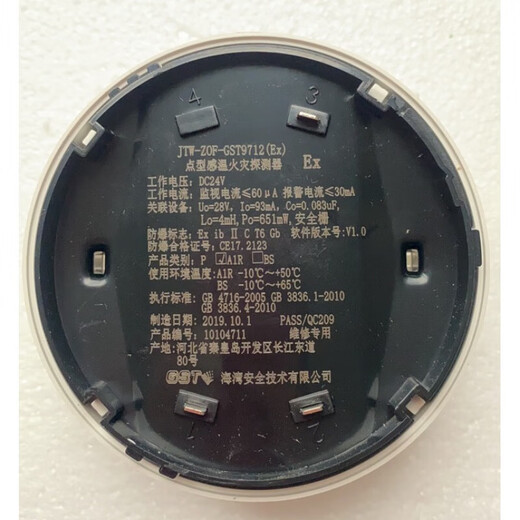 4 3
JTW-ZOF-GST9712(Ex)
点型感温火灾探测器 Ex
工作电压: DC24V
工作电流: 监视电流≤60μA 报警电流≤30mA
关联设备: Uo=28V, Io=93mA, Co=0.083uF,
Lo=4mH, Po=651mW, 安全栅
防爆标志: Ex ib Ⅱ C T6 Gb 软件版本号:V1.0
防爆合格证号: CE17.2123
产品类别: P ☑A1R □BS
使用环境温度:A1R -10℃~+50℃
BS -10℃~+65℃
执行标准: GB 4716-2005 GB 3836.1-2010
GB 3836.4-2010
制造日期: 2019.10.1 PASS/QC209
产品编号: 10104711 维修专用
产地: 河北省秦皇岛开发区长江东道
80号
GST 海湾安全技术有限公司
1 2